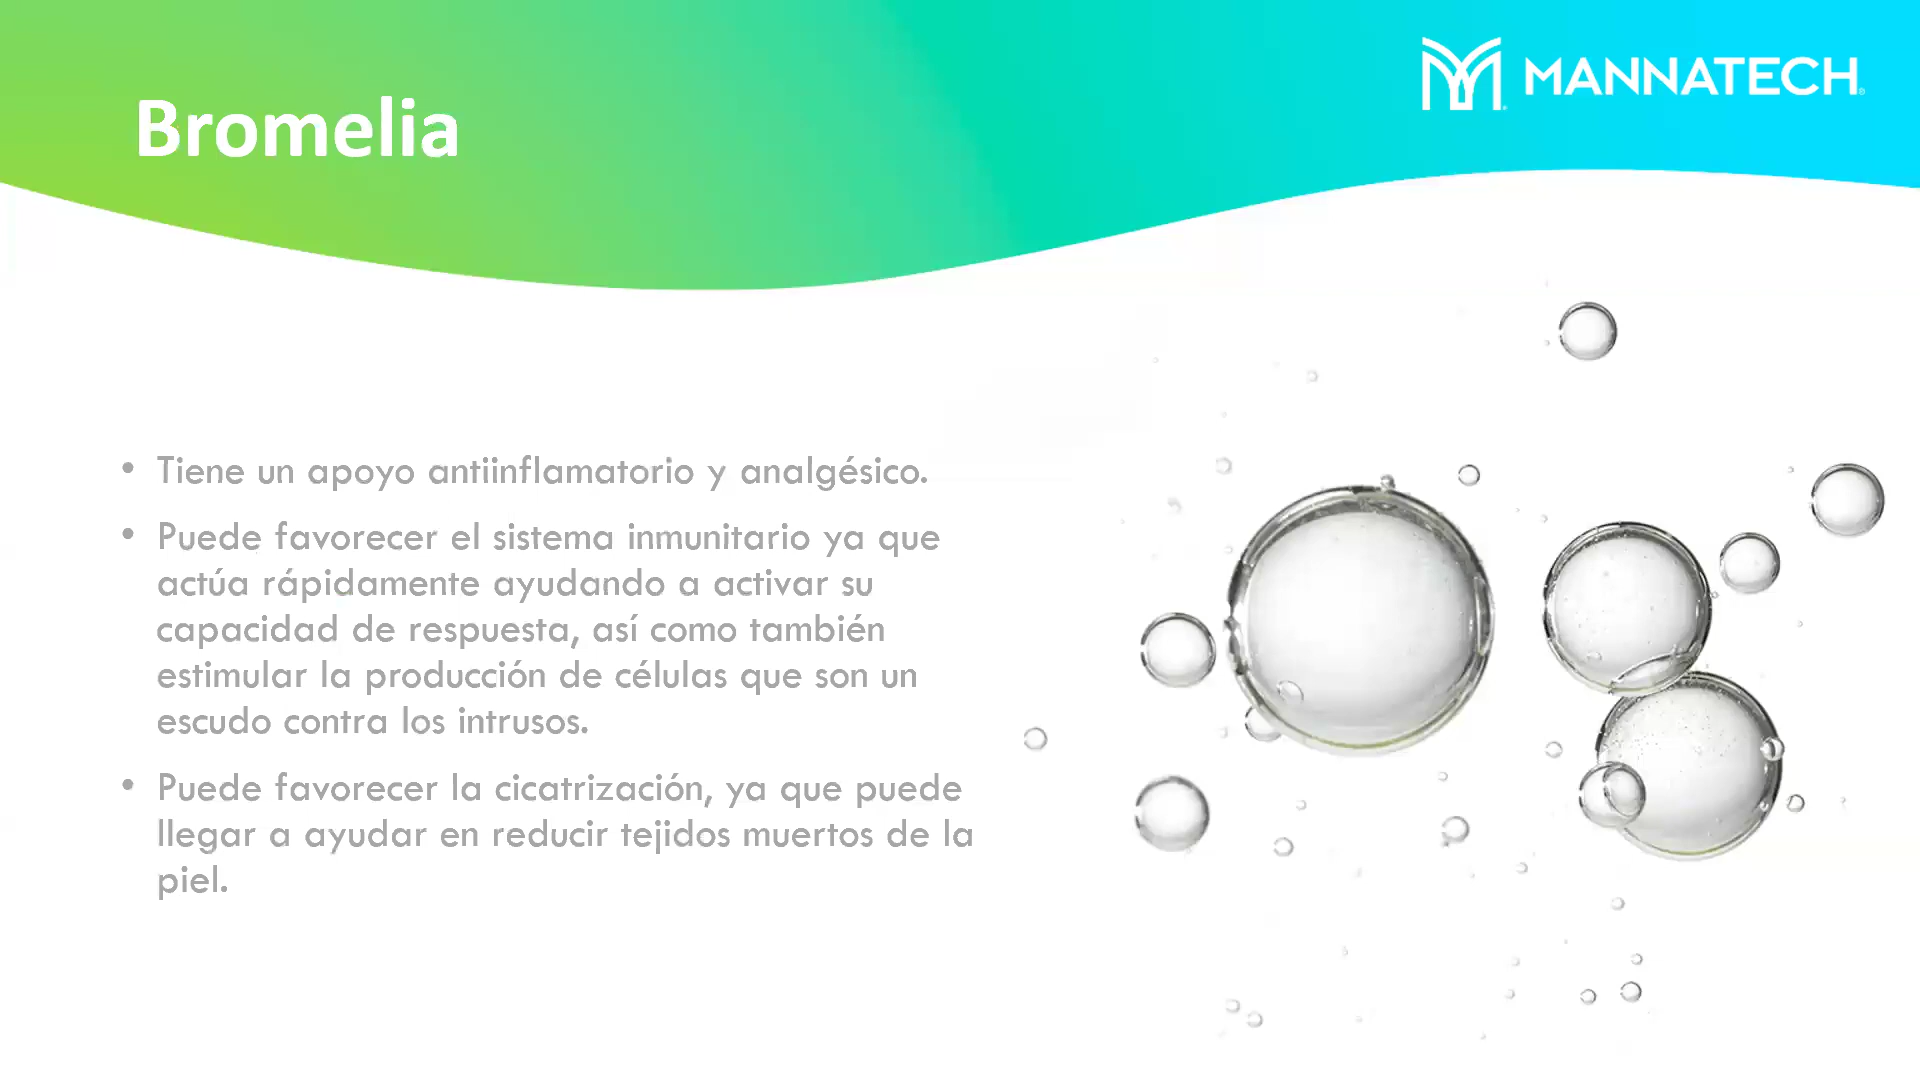 MANNATECH
Bromelia
• Tiene un apoyo antiinflamatorio y analgésico.
• Puede favorecer el sistema inmunitario ya que
actúa rápidamente ayudando a activar su
capacidad de respuesta, así como también
estimular la producción de células que son un
escudo contra los intrusos.
• Puede favorecer la cicatrización, ya que puede
llegar a ayudar en reducir tejidos muertos de la
piel.